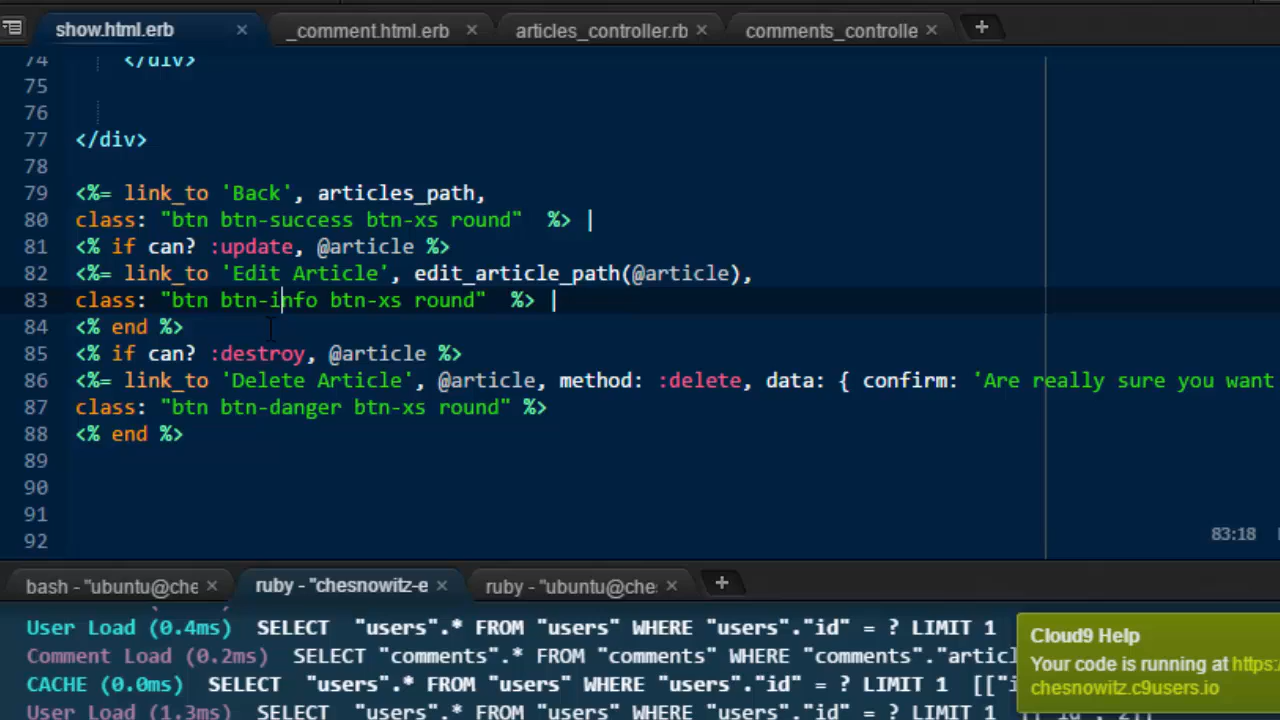 show.html.erb × _comment.html.erb × articles_controller.rb × comments_controlle × +
74 </div>
75
76
77 </div>
78
79 <%= link_to 'Back', articles_path,
80 class: "btn btn-success btn-xs round"  %> |
81 <% if can? :update, @article %>
82 <%= link_to 'Edit Article', edit_article_path(@article),
83 class: "btn btn-info btn-xs round"  %> |
84 <% end %>
85 <% if can? :destroy, @article %>
86 <%= link_to 'Delete Article', @article, method: :delete, data: { confirm: 'Are really sure you want
87 class: "btn btn-danger btn-xs round" %>
88 <% end %>
89
90
91
92
83:18
bash - "ubuntu@che × ruby - "chesnowitz-e × ruby - "ubuntu@che × +
User Load (0.4ms)  SELECT  "users".* FROM "users" WHERE "users"."id" = ? LIMIT 1
Comment Load (0.2ms)  SELECT "comments".* FROM "comments" WHERE "comments"."artic
CACHE (0.0ms)  SELECT  "users".* FROM "users" WHERE "users"."id" = ? LIMIT 1  [["i
User Load (1.3ms)  SELECT  "users".* FROM "users" WHERE "users"."id" = ? LIMIT 1
Cloud9 Help
Your code is running at https:
chesnowitz.c9users.io